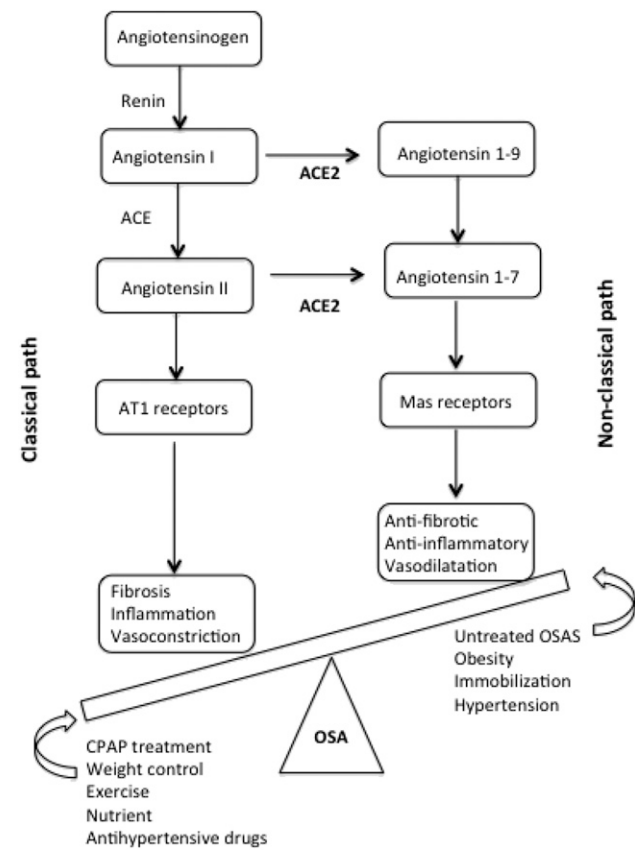 Angiotensinogen
Renin
Angiotensin I
ACE2
Angiotensin 1-9
ACE
Angiotensin II
ACE2
Angiotensin 1-7
Classical path
Non-classical path
AT1 receptors
Mas receptors
Anti-fibrotic
Anti-inflammatory
Vasodilatation
Fibrosis
Inflammation
Vasoconstriction
Untreated OSAS
Obesity
Immobilization
Hypertension
OSA
CPAP treatment
Weight control
Exercise
Nutrient
Antihypertensive drugs